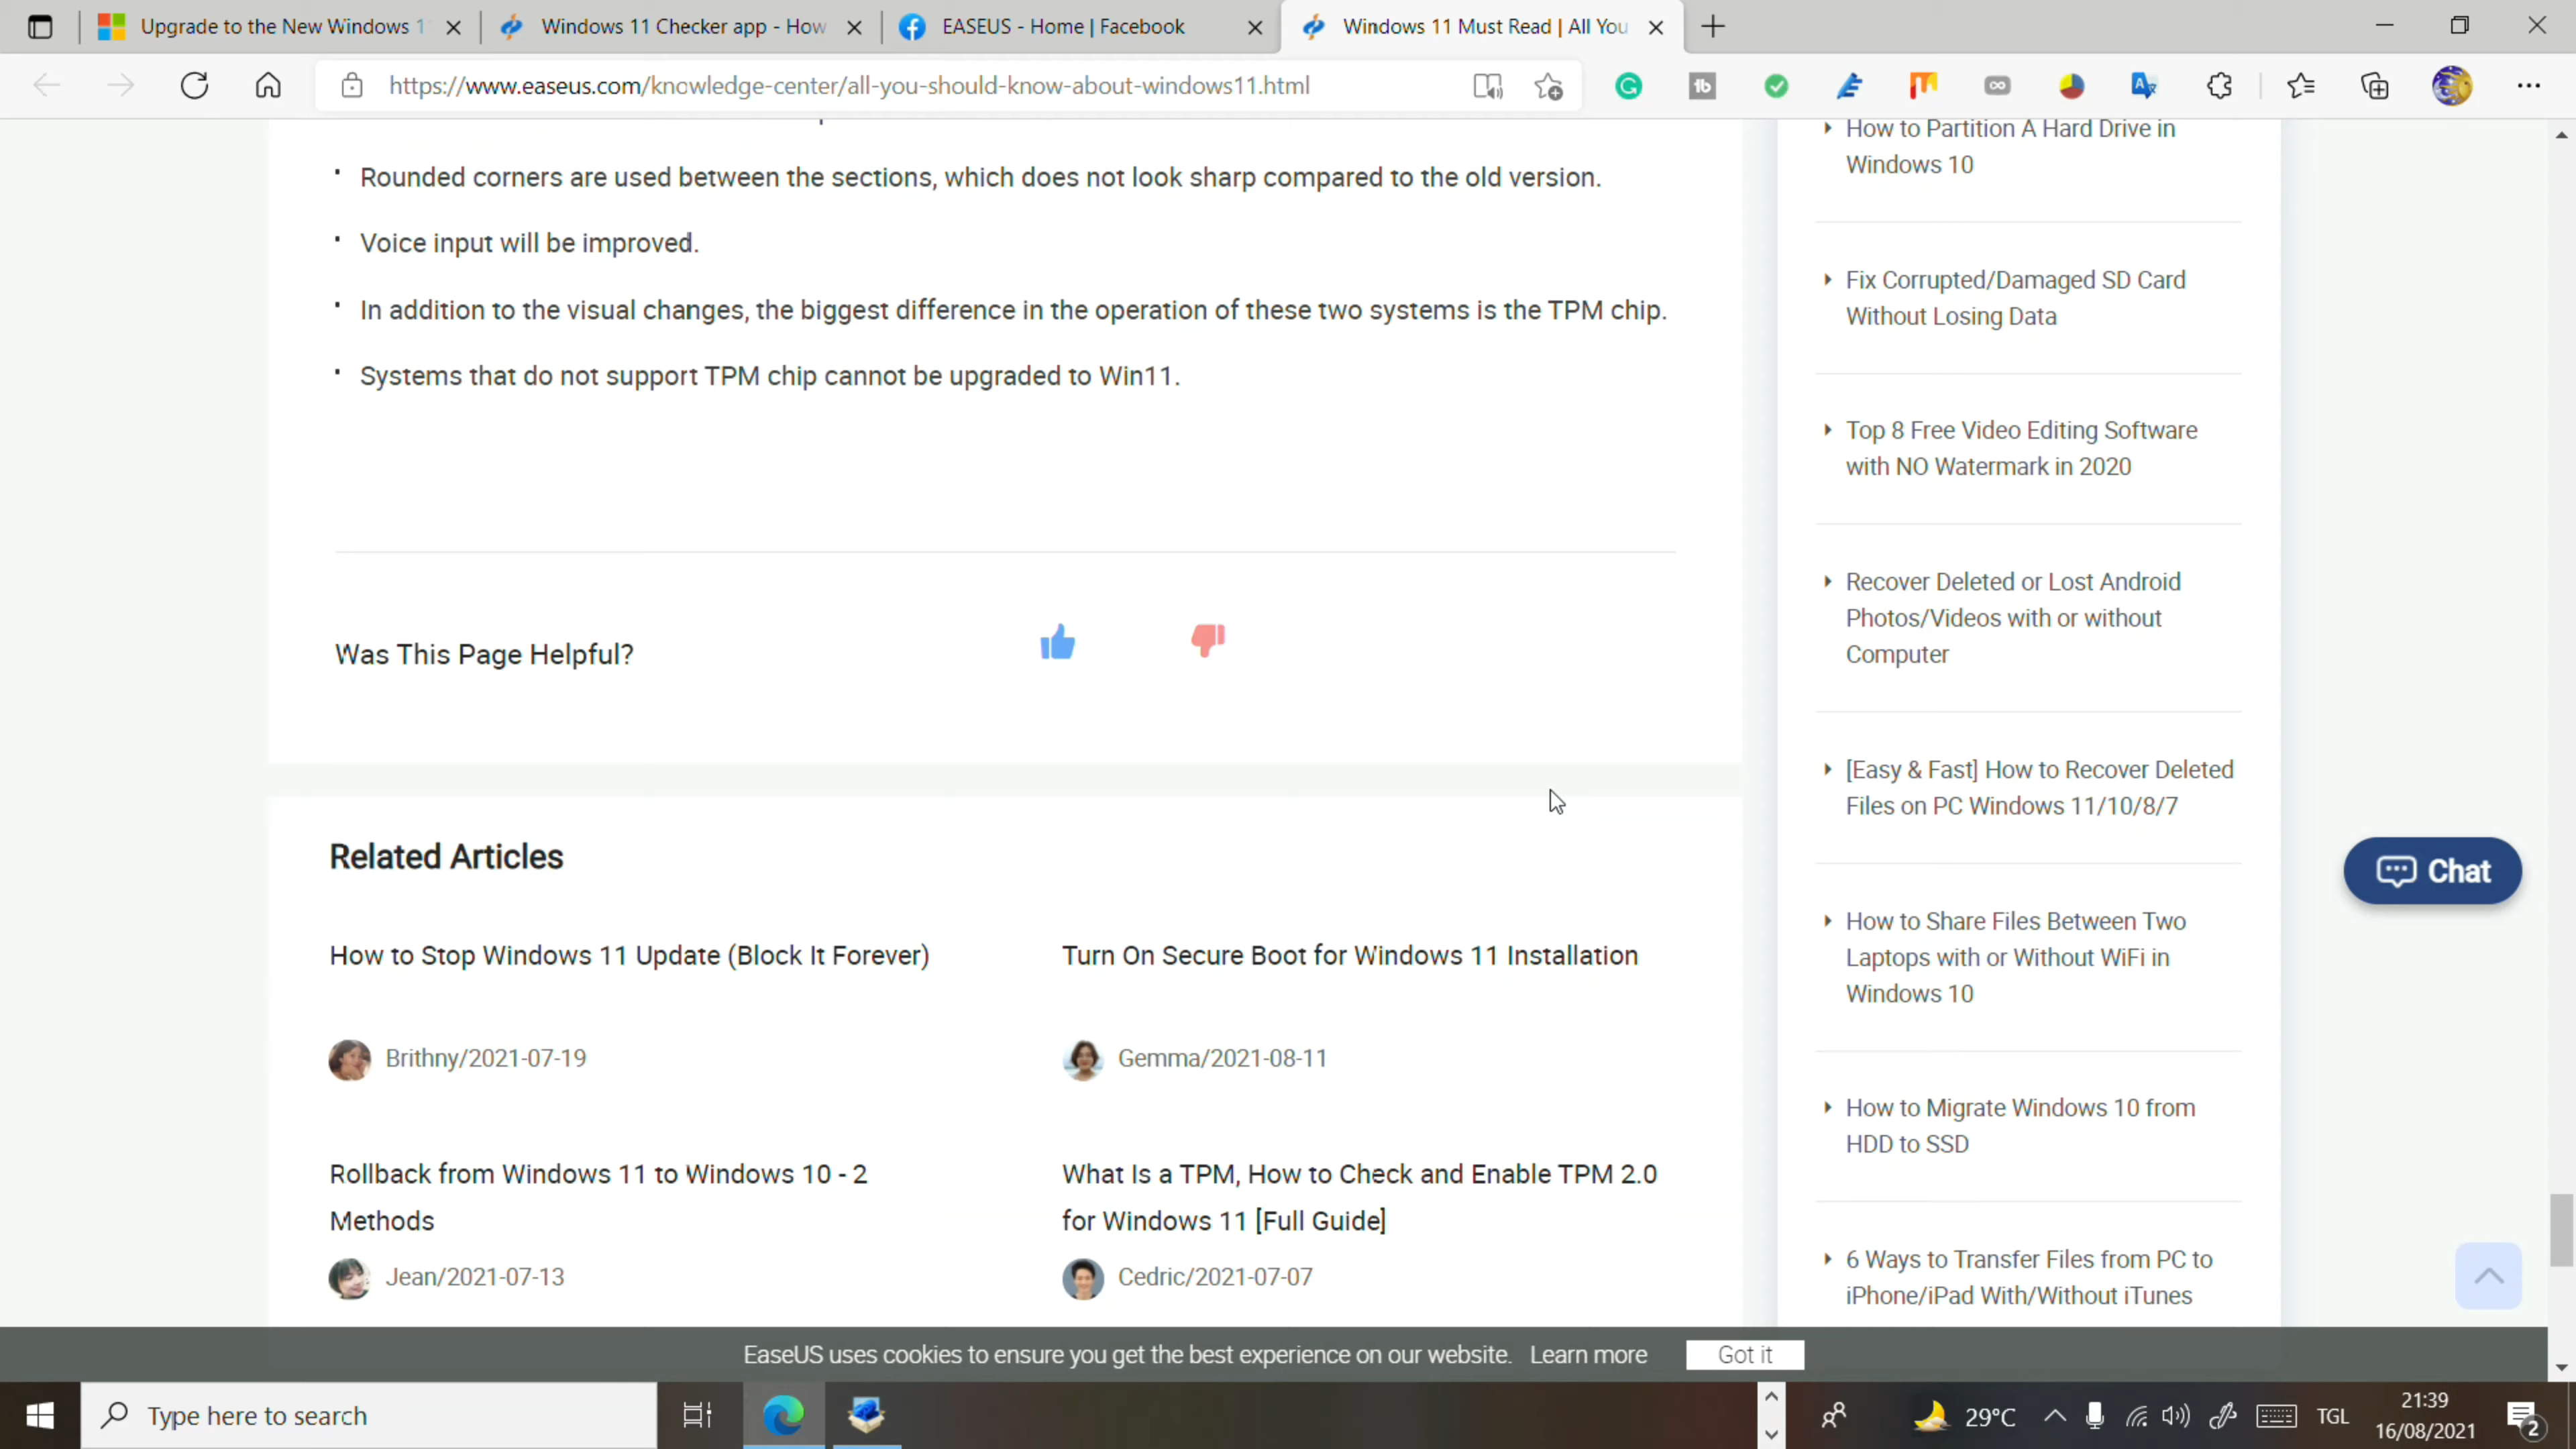 Upgrade to the New Windows 1
Windows 11 Checker app - How
EASEUS - Home | Facebook
Windows 11 Must Read | All You
https://www.easeus.com/knowledge-center/all-you-should-know-about-windows11.html
Rounded corners are used between the sections, which does not look sharp compared to the old version.
Voice input will be improved.
In addition to the visual changes, the biggest difference in the operation of these two systems is the TPM chip.
Systems that do not support TPM chip cannot be upgraded to Win11.
Was This Page Helpful?
Related Articles
How to Stop Windows 11 Update (Block It Forever)
Brithny/2021-07-19
Turn On Secure Boot for Windows 11 Installation
Gemma/2021-08-11
Rollback from Windows 11 to Windows 10 - 2
Methods
Jean/2021-07-13
What Is a TPM, How to Check and Enable TPM 2.0
for Windows 11 [Full Guide]
Cedric/2021-07-07
How to Partition A Hard Drive in
Windows 10
Fix Corrupted/Damaged SD Card
Without Losing Data
Top 8 Free Video Editing Software
with NO Watermark in 2020
Recover Deleted or Lost Android
Photos/Videos with or without
Computer
[Easy & Fast] How to Recover Deleted
Files on PC Windows 11/10/8/7
How to Share Files Between Two
Laptops with or Without WiFi in
Windows 10
How to Migrate Windows 10 from
HDD to SSD
6 Ways to Transfer Files from PC to
iPhone/iPad With/Without iTunes
Chat
EaseUS uses cookies to ensure you get the best experience on our website. Learn more Got it
Type here to search
29°C
TGL
21:39
16/08/2021
2